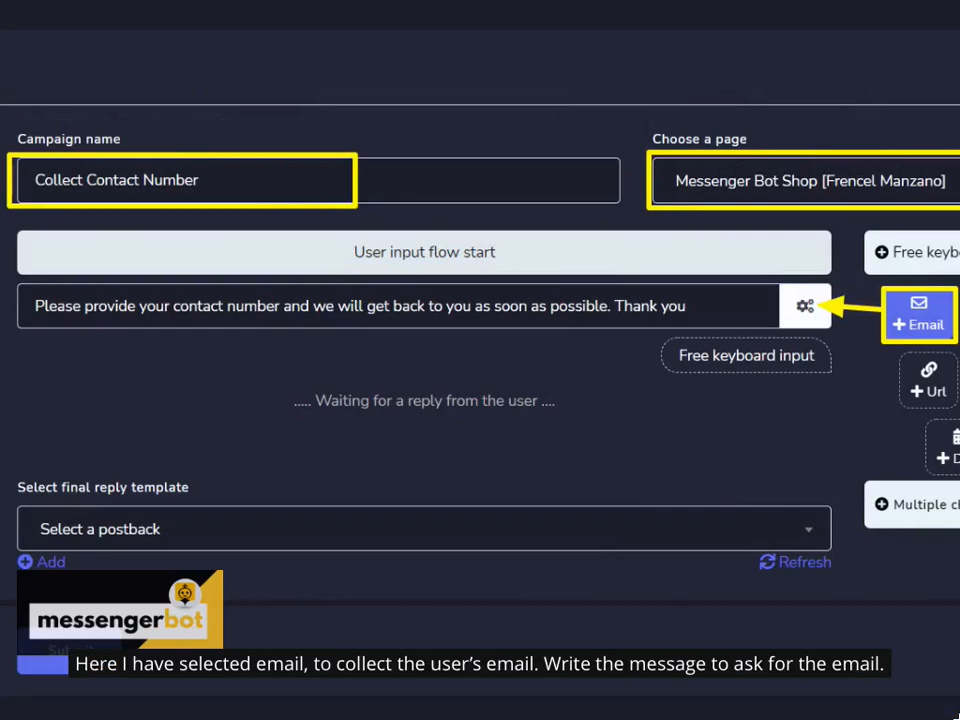 Campaign name
Choose a page
Collect Contact Number
Messenger Bot Shop [Frencel Manzano]
User input flow start
Free keyb
Please provide your contact number and we will get back to you as soon as possible. Thank you
Email
Free keyboard input
Url
..... Waiting for a reply from the user ....
D
Select final reply template
Multiple c
Select a postback
Add
Refresh
messengerbot
Here I have selected email, to collect the user's email. Write the message to ask for the email.